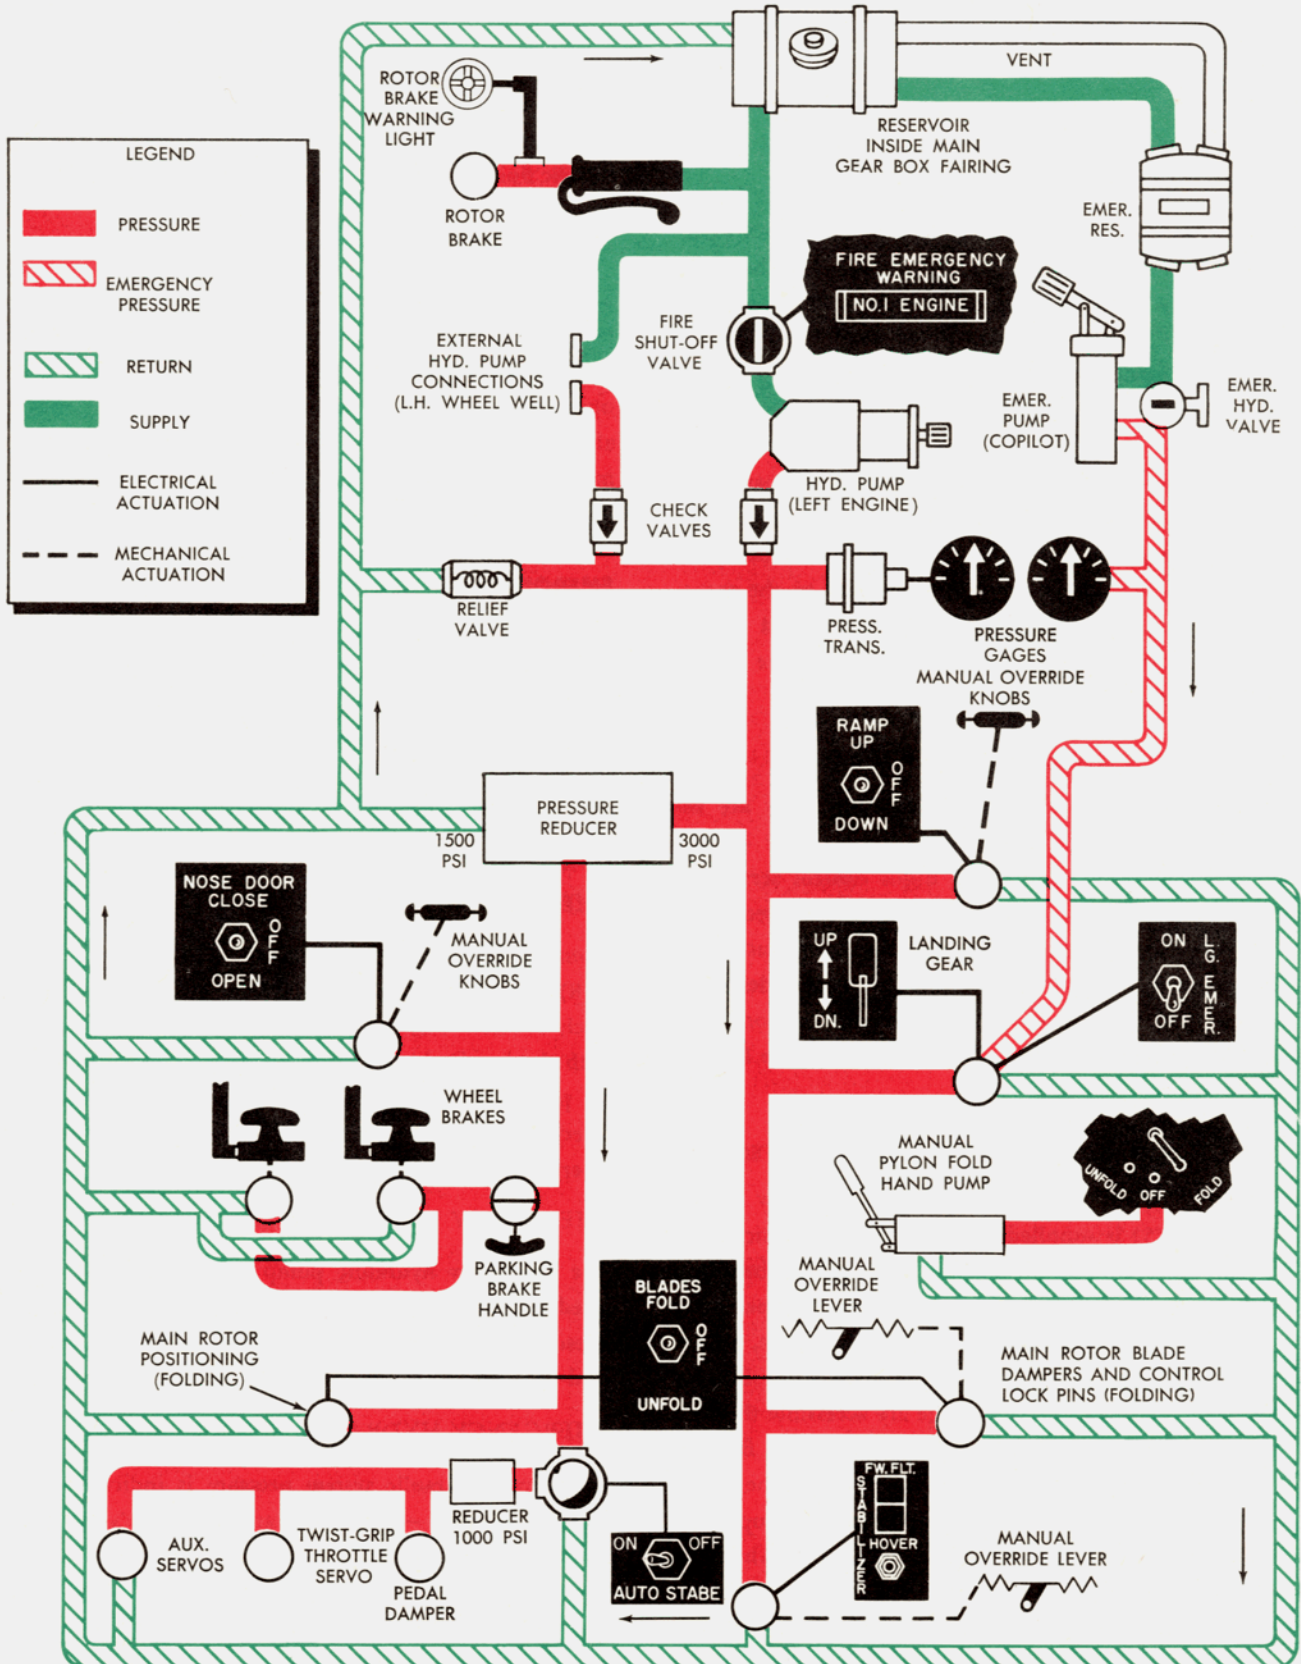 VENT
ROTOR
BRAKE
WARNING
LIGHT
RESERVOIR
INSIDE MAIN
GEAR BOX FAIRING
LEGEND
PRESSURE
EMERGENCY
PRESSURE
RETURN
SUPPLY
ELECTRICAL
ACTUATION
MECHANICAL
ACTUATION
ROTOR
BRAKE
EMER.
RES.
FIRE EMERGENCY
WARNING
NO.1 ENGINE
FIRE
SHUT-OFF
VALVE
EXTERNAL
HYD. PUMP
CONNECTIONS
(L.H. WHEEL WELL)
EMER.
PUMP
(COPILOT)
EMER.
HYD.
VALVE
HYD. PUMP
(LEFT ENGINE)
CHECK
VALVES
RELIEF
VALVE
PRESS.
TRANS.
PRESSURE
GAGES
MANUAL OVERRIDE
KNOBS
RAMP
UP
OFF
DOWN
PRESSURE
REDUCER
1500
PSI
3000
PSI
NOSE DOOR
CLOSE
OFF
OPEN
MANUAL
OVERRIDE
KNOBS
UP
DN.
LANDING
GEAR
ON
OFF
L.G. EMER.
WHEEL
BRAKES
MANUAL
PYLON FOLD
HAND PUMP
UNFOLD
OFF
FOLD
PARKING
BRAKE
HANDLE
BLADES
FOLD
OFF
UNFOLD
MANUAL
OVERRIDE
LEVER
MAIN ROTOR
POSITIONING
(FOLDING)
MAIN ROTOR BLADE
DAMPERS AND CONTROL
LOCK PINS (FOLDING)
REDUCER
1000 PSI
AUX.
SERVOS
TWIST-GRIP
THROTTLE
SERVO
PEDAL
DAMPER
ON
OFF
AUTO STABE
FW. FLT.
STABILIZER
HOVER
MANUAL
OVERRIDE LEVER